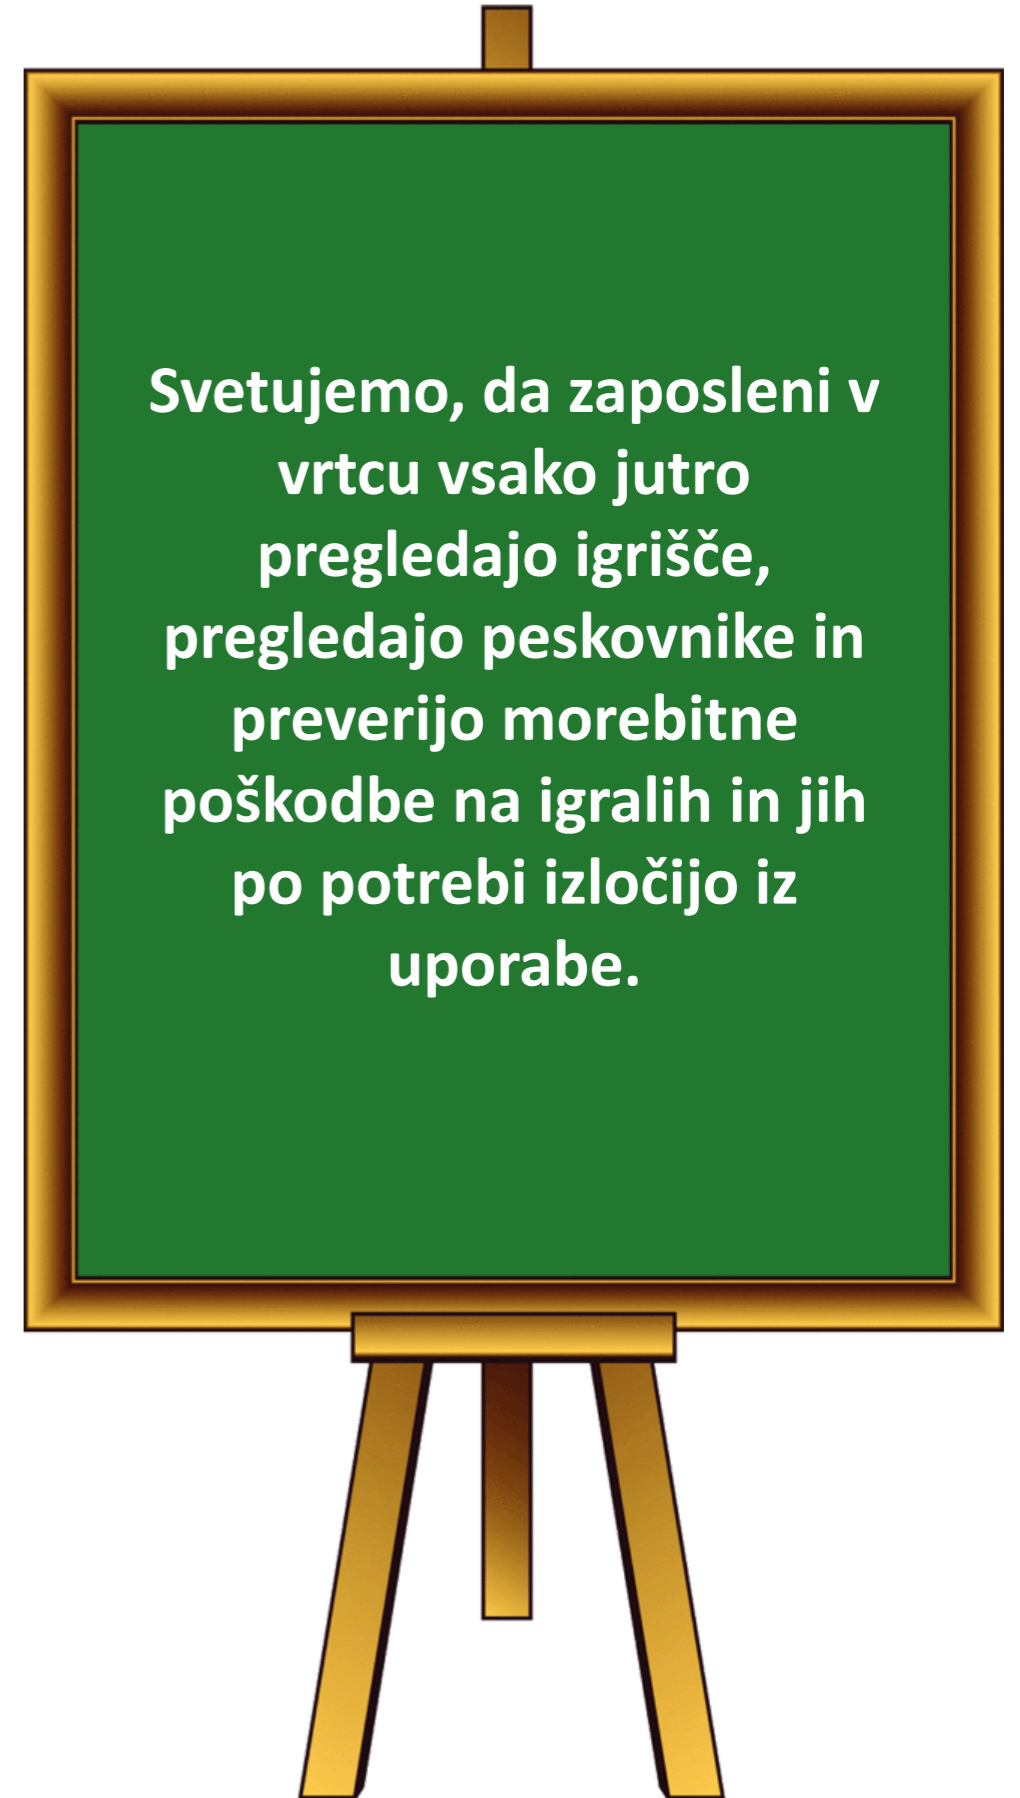 Svetujemo, da zaposleni v
vrtcu vsako jutro
pregledajo igrišče,
pregledajo peskovnike in
preverijo morebitne
poškodbe na igralih in jih
po potrebi izločijo iz
uporabe.